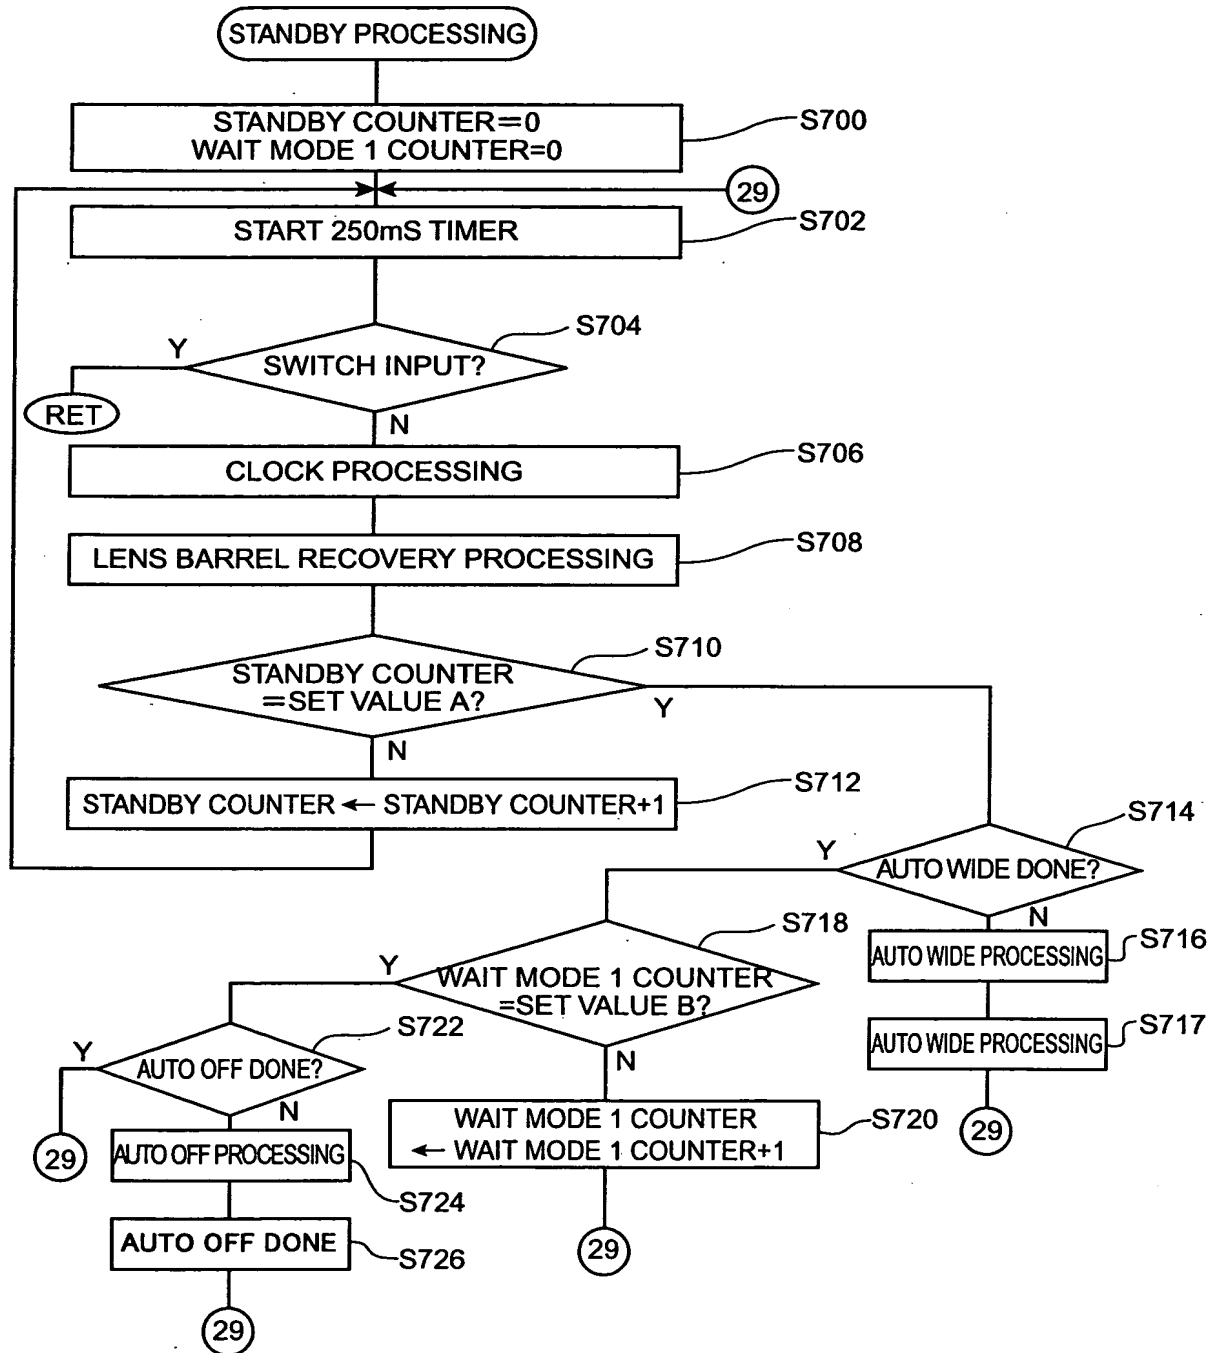 STANDBY PROCESSING
STANDBY COUNTER=0
WAIT MODE 1 COUNTER=0
S700
29
START 250mS TIMER
S702
SWITCH INPUT?
S704
Y
RET
N
CLOCK PROCESSING
S706
LENS BARREL RECOVERY PROCESSING
S708
STANDBY COUNTER
=SET VALUE A?
S710
Y
N
STANDBY COUNTER ← STANDBY COUNTER+1
S712
AUTO WIDE DONE?
S714
Y
N
AUTO WIDE PROCESSING
S716
AUTO WIDE PROCESSING
S717
29
WAIT MODE 1 COUNTER
=SET VALUE B?
S718
Y
N
WAIT MODE 1 COUNTER
← WAIT MODE 1 COUNTER+1
S720
29
AUTO OFF DONE?
S722
Y
29
N
AUTO OFF PROCESSING
S724
AUTO OFF DONE
S726
29